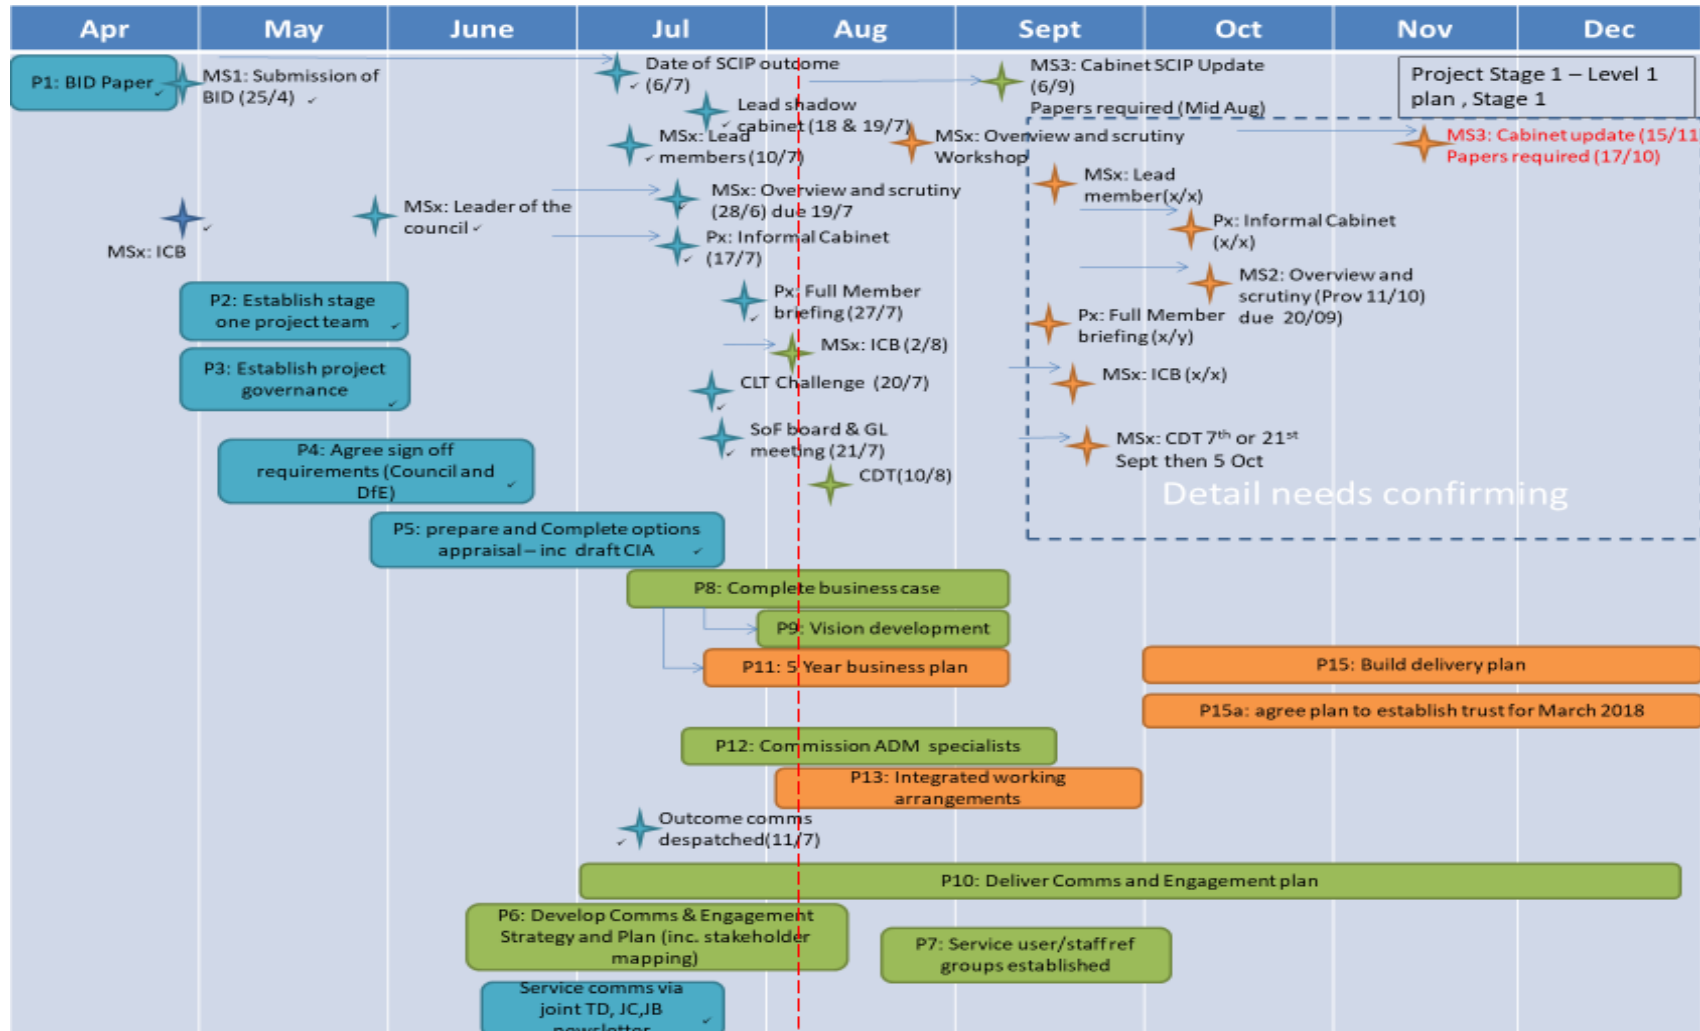 Apr May June Jul Aug Sept Oct Nov Dec
P1: BID Paper
MS1: Submission of
BID (25/4)
Date of SCIP outcome
(6/7)
MS3: Cabinet SCIP Update
(6/9)
Papers required (Mid Aug)
Project Stage 1 – Level 1
plan , Stage 1
Lead shadow
cabinet (18 & 19/7)
MSx: Lead
members (10/7)
MSx: Overview and scrutiny
Workshop
MS3: Cabinet update (15/11
Papers required (17/10)
MSx: Lead
member(x/x)
MSx: Overview and scrutiny
(28/6) due 19/7
MSx: Leader of the
council
MSx: ICB
Px: Informal Cabinet
(17/7)
Px: Informal Cabinet
(x/x)
MS2: Overview and
scrutiny (Prov 11/10)
due 20/09)
P2: Establish stage
one project team
Px: Full Member
briefing (27/7)
Px: Full Member
briefing (x/y)
MSx: ICB (2/8)
P3: Establish project
governance
MSx: ICB (x/x)
CLT Challenge (20/7)
SoF board & GL
meeting (21/7)
MSx: CDT 7th or 21st
Sept then 5 Oct
P4: Agree sign off
requirements (Council and
DfE)
CDT(10/8)
Detail needs confirming
P5: prepare and Complete options
appraisal – inc draft CIA
P8: Complete business case
P9: Vision development
P11: 5 Year business plan
P15: Build delivery plan
P15a: agree plan to establish trust for March 2018
P12: Commission ADM specialists
P13: Integrated working
arrangements
Outcome comms
despatched(11/7)
P10: Deliver Comms and Engagement plan
P6: Develop Comms & Engagement
Strategy and Plan (inc. stakeholder
mapping)
P7: Service user/staff ref
groups established
Service comms via
joint TD, JC,JB
newsletter